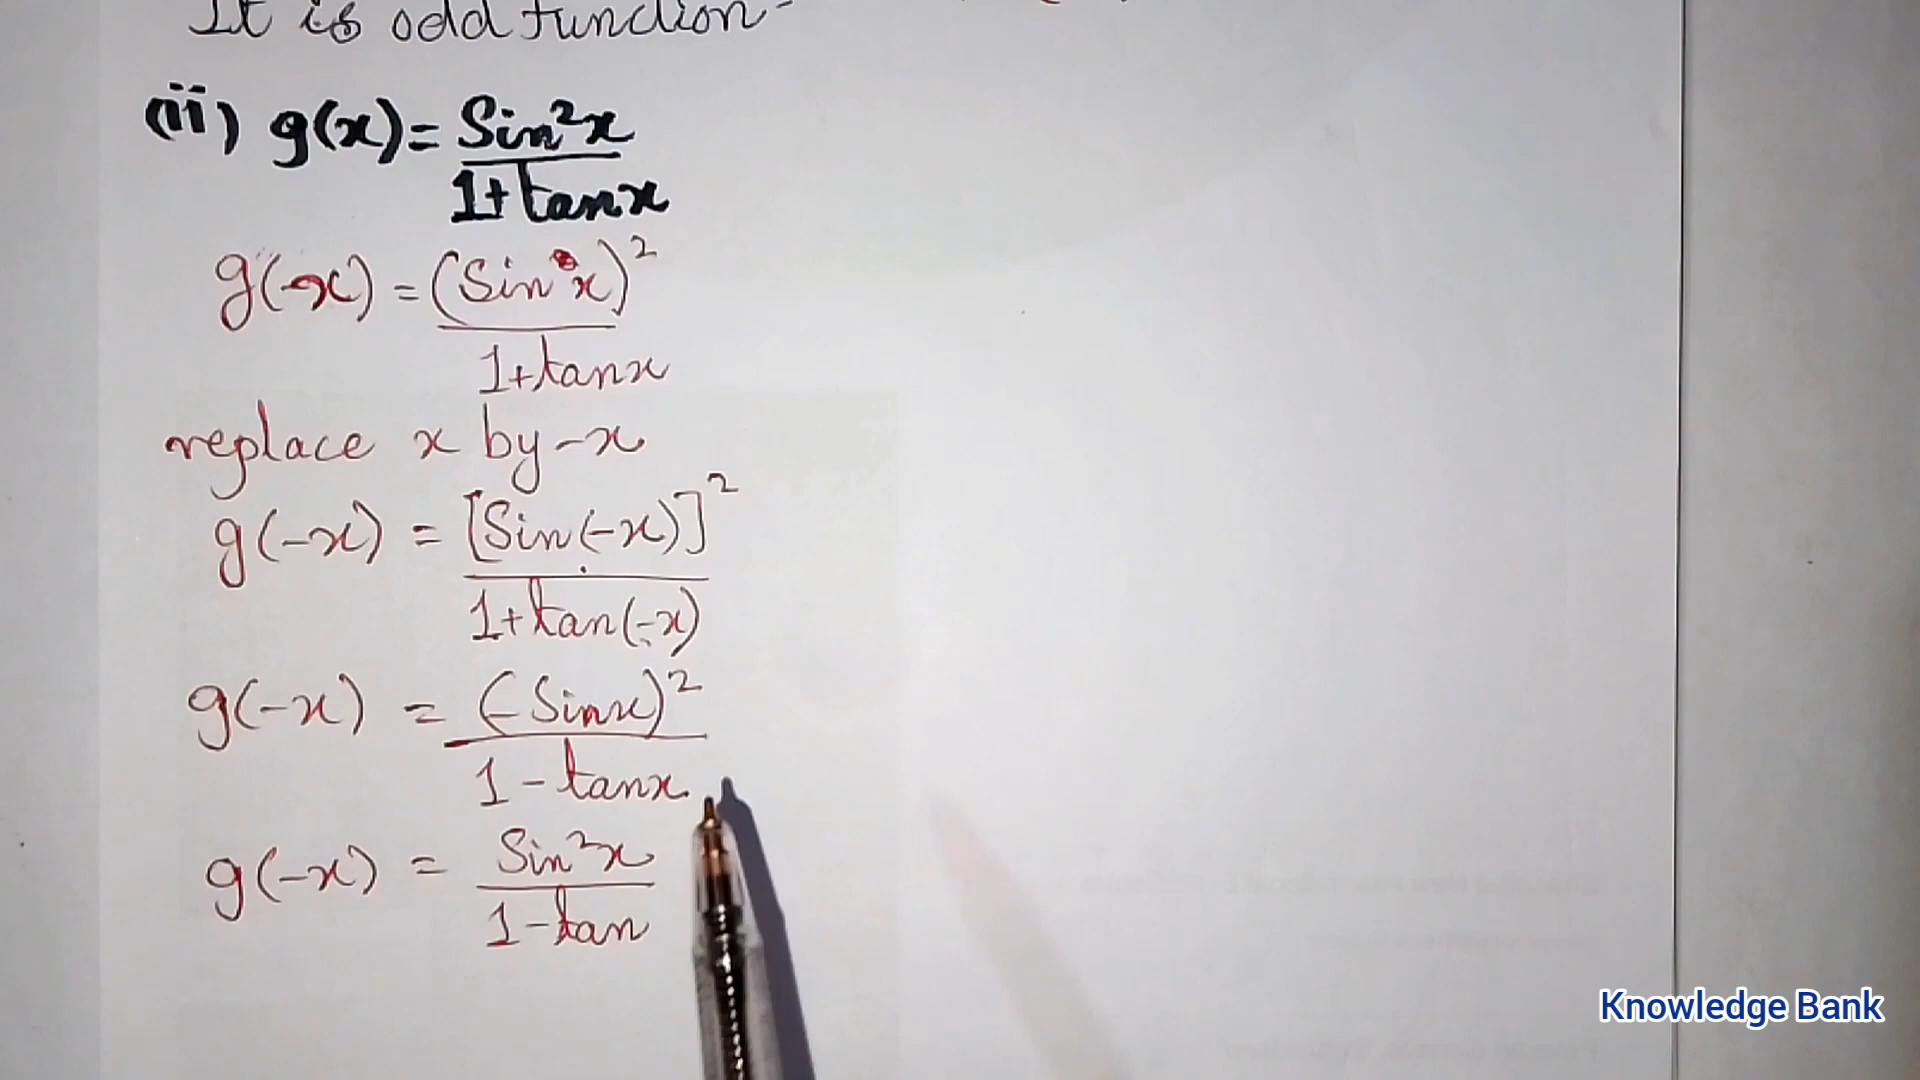 It is odd function
(ii) g(x) = Sin²x
1+tanx
g(-x) = (Sin x)²
1+tanx
replace x by -x
g(-x) = [Sin(-x)]²
1+tan(-x)
g(-x) = (-Sinx)²
1-tanx
g(-x) = Sin²x
1-tan
Knowledge Bank